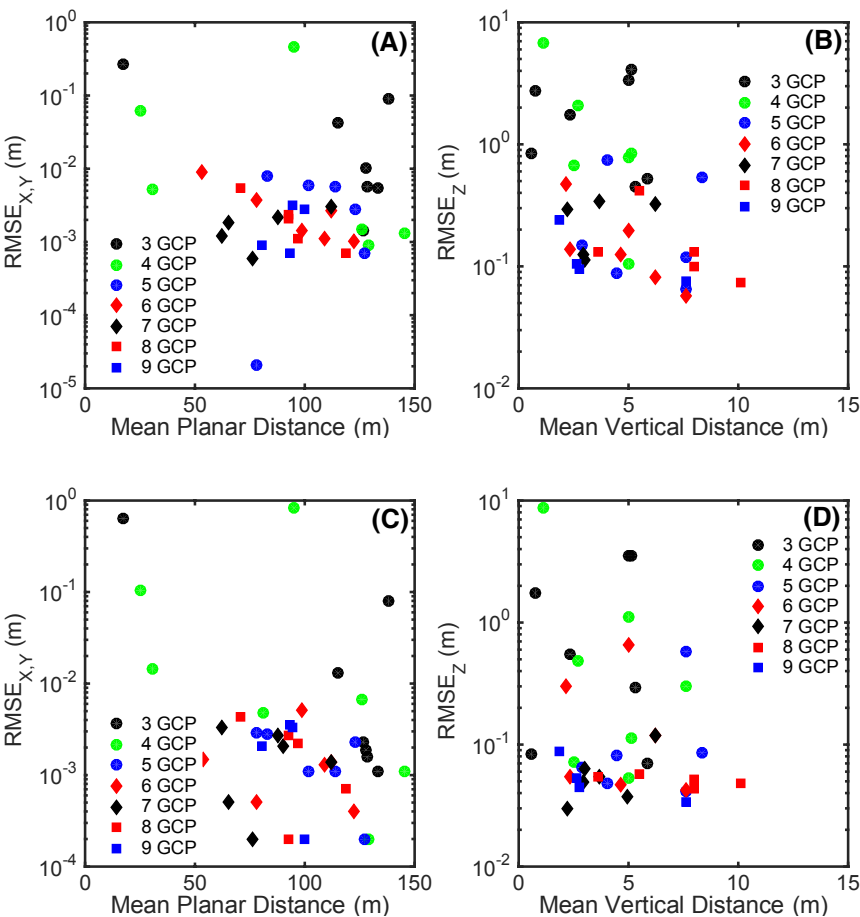 (A)
10^0
10^-1
10^-2
10^-3
10^-4
10^-5
RMSE_X,Y (m)
3 GCP
4 GCP
5 GCP
6 GCP
7 GCP
8 GCP
9 GCP
0 50 100 150
Mean Planar Distance (m)
(B)
10^1
10^0
10^-1
10^-2
RMSE_Z (m)
3 GCP
4 GCP
5 GCP
6 GCP
7 GCP
8 GCP
9 GCP
0 5 10 15
Mean Vertical Distance (m)
(C)
10^0
10^-1
10^-2
10^-3
10^-4
RMSE_X,Y (m)
3 GCP
4 GCP
5 GCP
6 GCP
7 GCP
8 GCP
9 GCP
0 50 100 150
Mean Planar Distance (m)
(D)
10^1
10^0
10^-1
10^-2
RMSE_Z (m)
3 GCP
4 GCP
5 GCP
6 GCP
7 GCP
8 GCP
9 GCP
0 5 10 15
Mean Vertical Distance (m)